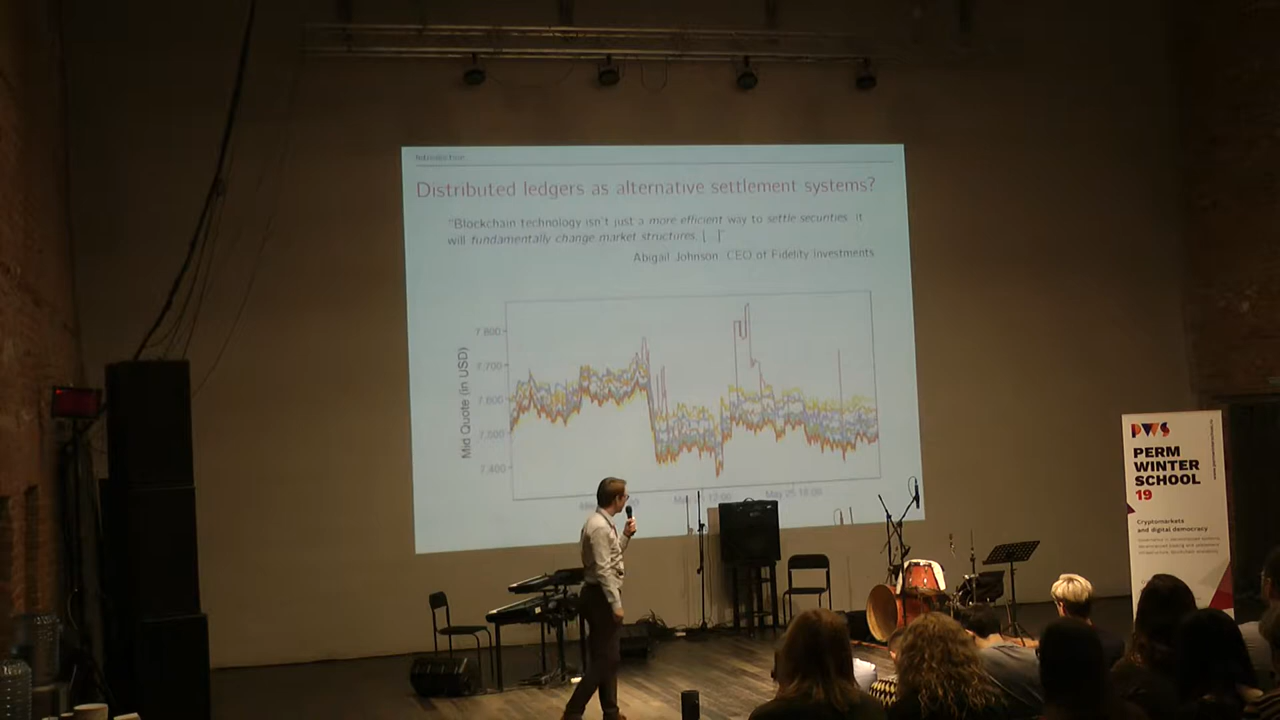 Distributed ledgers as alternative settlement systems?
"Blockchain technology isn't just a more efficient way to settle securities. It
will fundamentally change market structures. [...]"
Abigail Johnson, CEO of Fidelity Investments
Mid Quote (in USD)
7,800
7,700
7,600
7,500
7,400
12:00
May 25 18:00
PWS
PERM
WINTER
SCHOOL
19
Cryptomarkets
and digital democracy